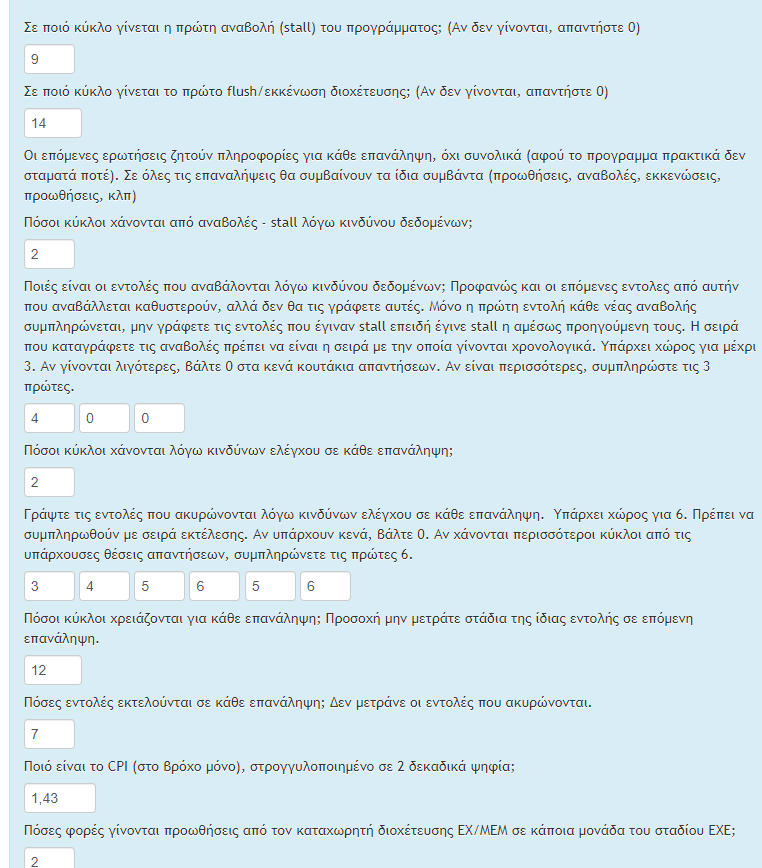 Σε ποιό κύκλο γίνεται η πρώτη αναβολή (stall) του προγράμματος; (Αν δεν γίνονται, απαντήστε 0)
9
Σε ποιό κύκλο γίνεται το πρώτο flush/εκκένωση διοχέτευσης; (Αν δεν γίνονται, απαντήστε 0)
14
Οι επόμενες ερωτήσεις ζητούν πληροφορίες για κάθε επανάληψη, όχι συνολικά (αφού το προγραμμα πρακτικά δεν
σταματά ποτέ). Σε όλες τις επαναλήψεις θα συμβαίνουν τα ίδια συμβάντα (προωθήσεις, αναβολές, εκκενώσεις,
προωθήσεις, κλπ)
Πόσοι κύκλοι χάνονται από αναβολές - stall λόγω κινδύνου δεδομένων;
2
Ποιές είναι οι εντολές που αναβάλονται λόγω κινδύνου δεδομένων; Προφανώς και οι επόμενες εντολες από αυτήν
που αναβάλλεται καθυστερούν, αλλά δεν θα τις γράφετε αυτές. Μόνο η πρώτη εντολή κάθε νέας αναβολής
συμπληρώνεται, μην γράφετε τις εντολές που έγιναν stall επειδή έγινε stall η αμέσως προηγούμενη τους. Η σειρά
που καταγράφετε τις αναβολές πρέπει να είναι η σειρά με την οποία γίνονται χρονολογικά. Υπάρχει χώρος για μέχρι
3. Αν γίνονται λιγότερες, βάλτε 0 στα κενά κουτάκια απαντήσεων. Αν είναι περισσότερες, συμπληρώστε τις 3
πρώτες.
4 0 0
Πόσοι κύκλοι χάνονται λόγω κινδύνων ελέγχου σε κάθε επανάληψη;
2
Γράψτε τις εντολές που ακυρώνονται λόγω κινδύνων ελέγχου σε κάθε επανάληψη. Υπάρχει χώρος για 6. Πρέπει να
συμπληρωθούν με σειρά εκτέλεσης. Αν υπάρχουν κενά, Βάλτε 0. Αν χάνονται περισσότεροι κύκλοι από τις
υπάρχουσες θέσεις απαντήσεων, συμπληρώνετε τις πρώτες 6.
3 4 5 6 5 6
Πόσοι κύκλοι χρειάζονται για κάθε επανάληψη; Προσοχή μην μετράτε στάδια της ίδιας εντολής σε επόμενη
επανάληψη.
12
Πόσες εντολές εκτελούνται σε κάθε επανάληψη; Δεν μετράνε οι εντολές που ακυρώνονται.
7
Ποιό είναι το CPI (στο βρόχο μόνο), στρογγυλοποιημένο σε 2 δεκαδικά ψηφία;
1,43
Πόσες φορές γίνονται προωθήσεις από τον καταχωρητή διοχέτευσης EX/MEM σε κάποια μονάδα του σταδίου EXE;
2